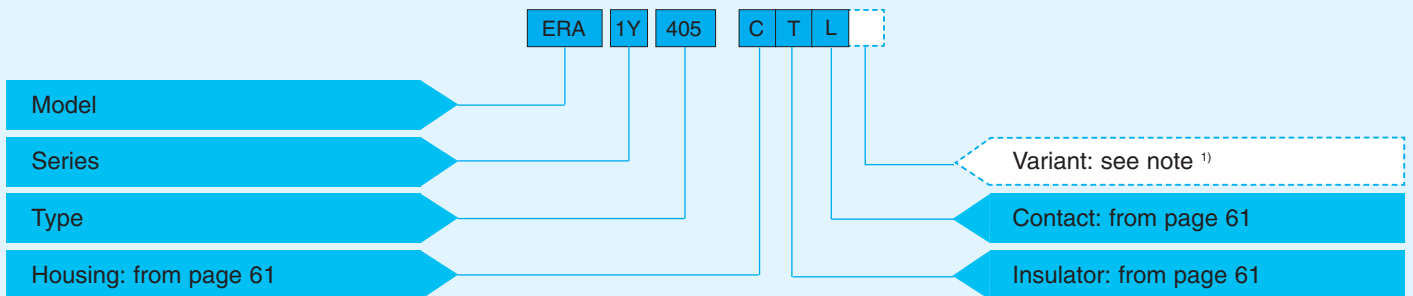 ERA 1Y 405 C T L
Model
Series
Variant: see note 1)
Type
Contact: from page 61
Housing: from page 61
Insulator: from page 61